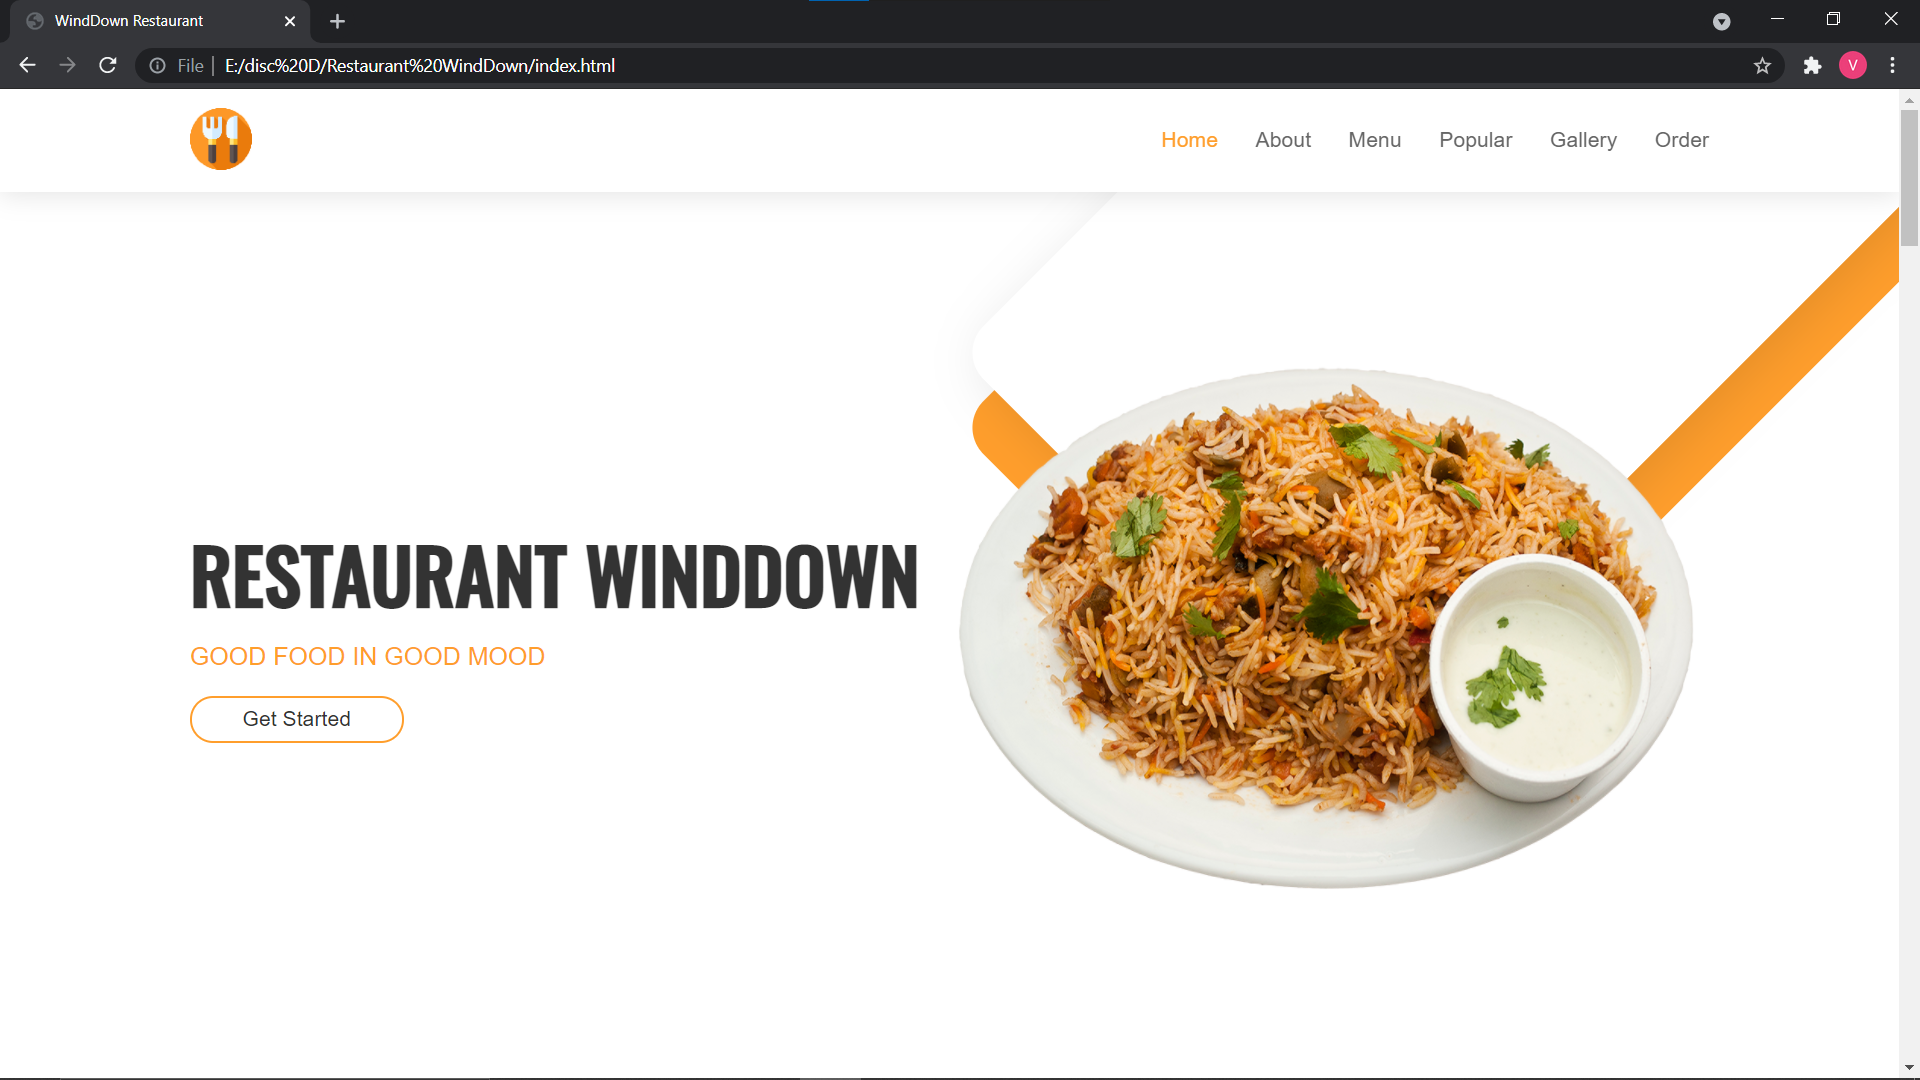 WindDown Restaurant
File | E:/disc%20D/Restaurant%20WindDown/index.html
V
Home About Menu Popular Gallery Order
RESTAURANT WINDDOWN
GOOD FOOD IN GOOD MOOD
Get Started